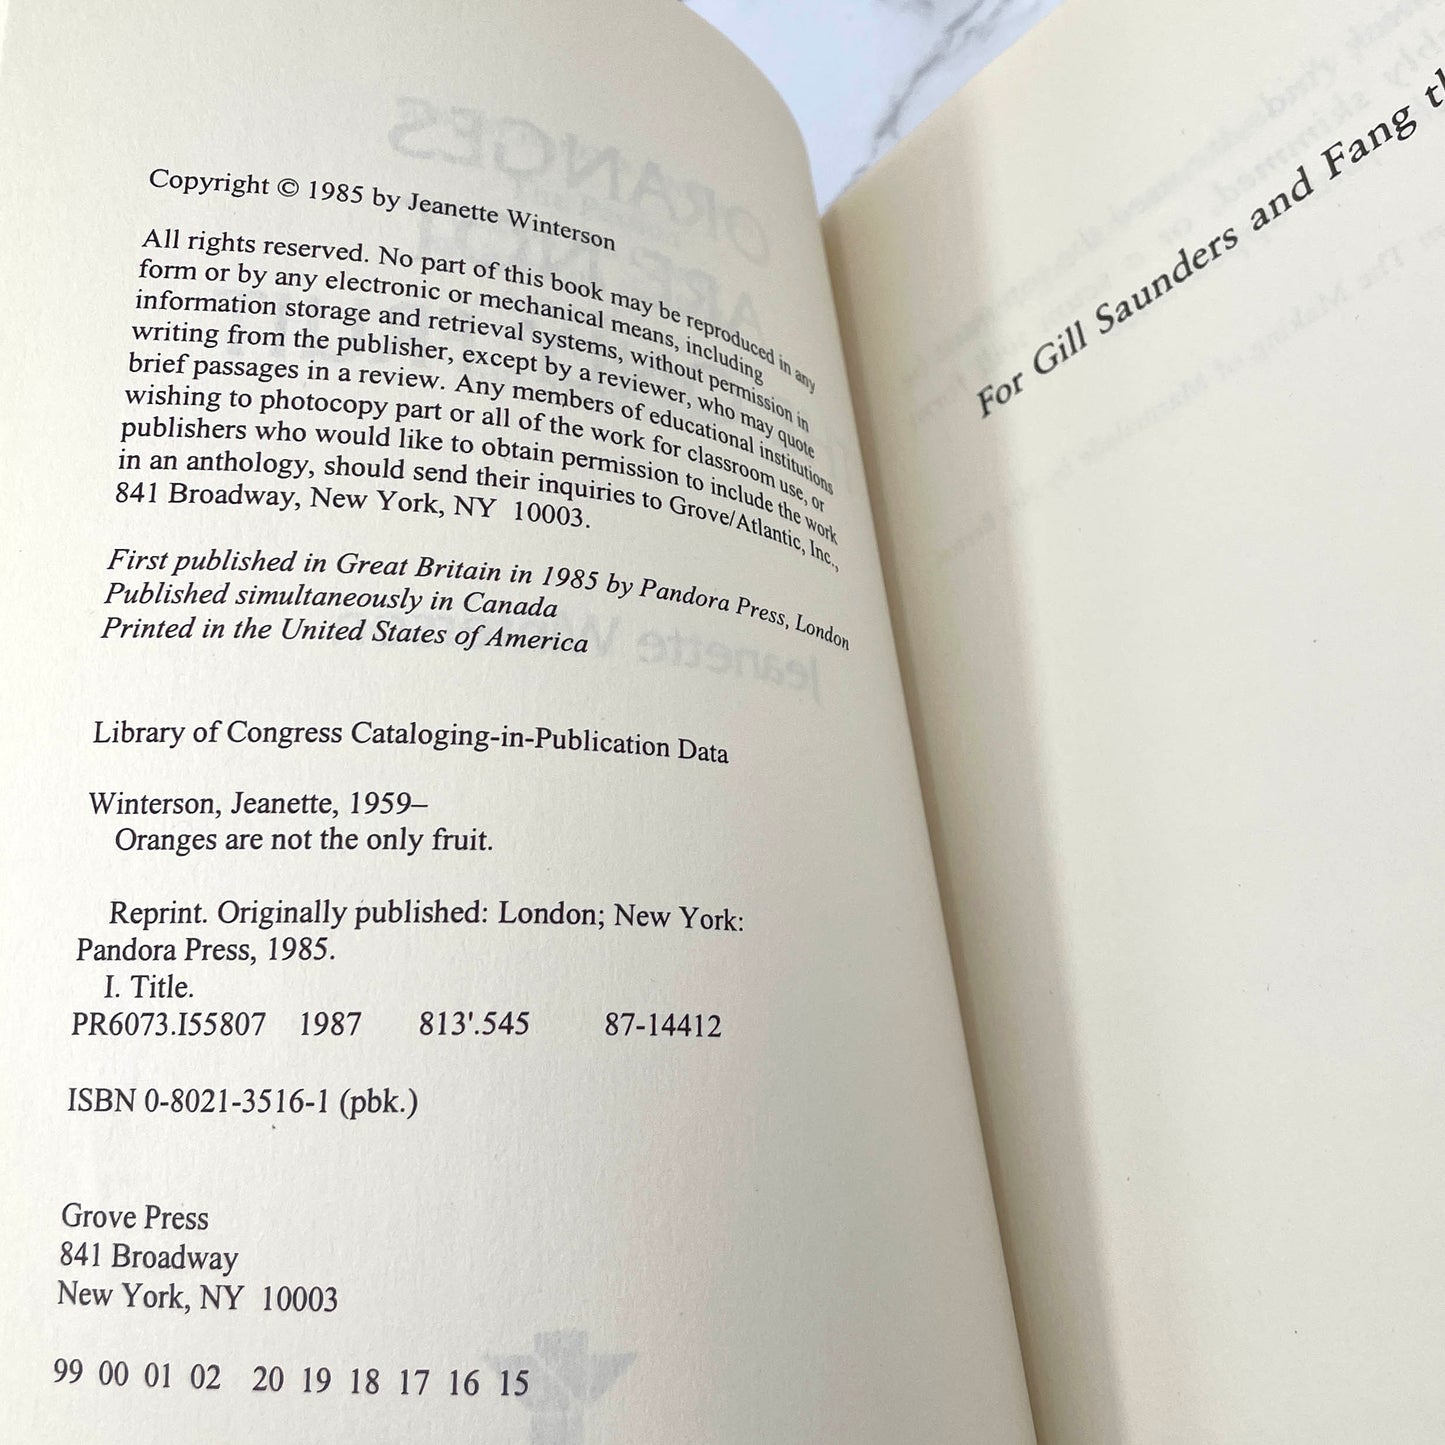 Copyright © 1985 by Jeanette Winterson
All rights reserved. No part of this book may be reproduced in any
form or by any electronic or mechanical means, including
information storage and retrieval systems, without permission in
writing from the publisher, except by a reviewer, who may quote
brief passages in a review. Any members of educational institutions
wishing to photocopy part or all of the work for classroom use, or
publishers who would like to obtain permission to include the work
in an anthology, should send their inquiries to Grove/Atlantic, Inc.,
841 Broadway, New York, NY 10003.
First published in Great Britain in 1985 by Pandora Press, London
Published simultaneously in Canada
Printed in the United States of America
Library of Congress Cataloging-in-Publication Data
Winterson, Jeanette, 1959–
Oranges are not the only fruit.
Reprint. Originally published: London; New York:
Pandora Press, 1985.
I. Title.
PR6073.I55807 1987 813'.545 87-14412
ISBN 0-8021-3516-1 (pbk.)
Grove Press
841 Broadway
New York, NY 10003
99 00 01 02 20 19 18 17 16 15
For Gill Saunders and Fang